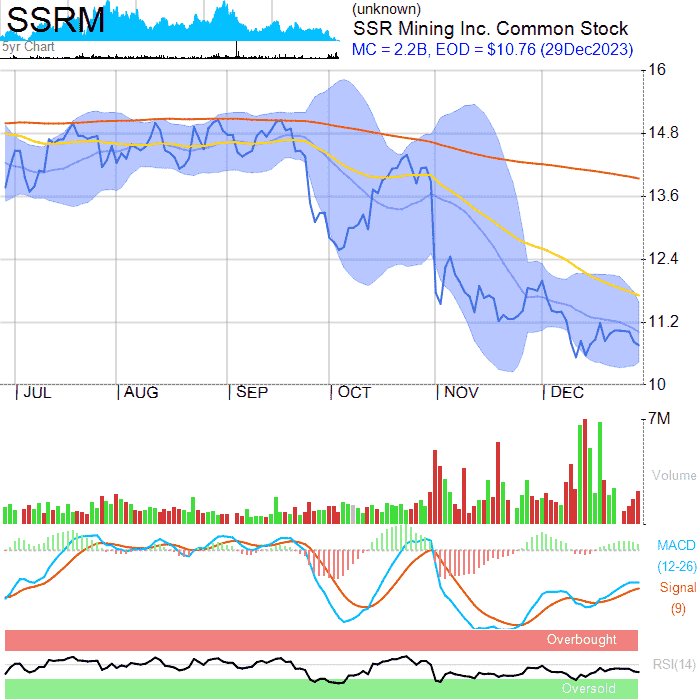 SSRM
5yr Chart
(unknown)
SSR Mining Inc. Common Stock
MC = 2.2B, EOD = $10.76 (29Dec2023)
16
14.8
13.6
12.4
11.2
10
JUL AUG SEP OCT NOV DEC
7M
Volume
MACD
(12-26)
Signal
(9)
Overbought
RSI(14)
Oversold